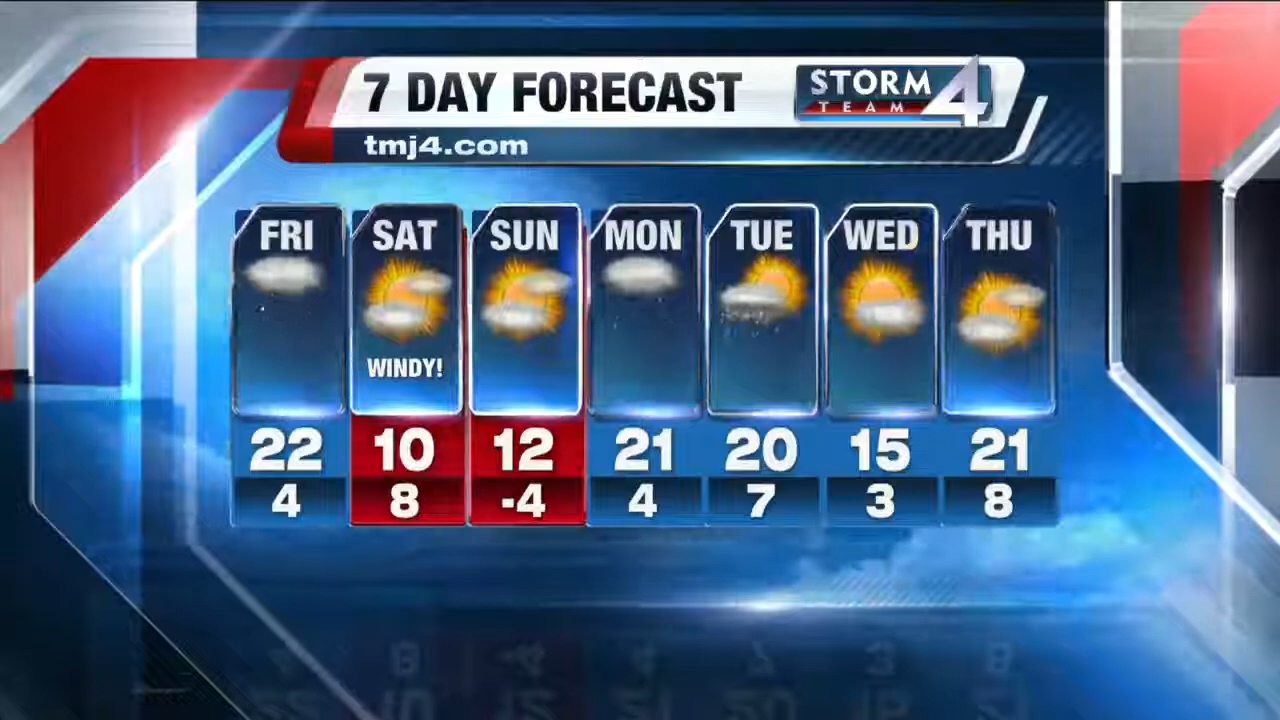 7 DAY FORECAST
STORM 4
TEAM
tmj4.com
FRI SAT SUN MON TUE WED THU
WINDY!
22 10 12 21 20 15 21
4 8 -4 4 7 3 8